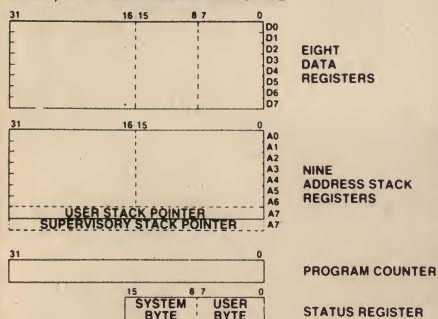 31 16 15 8 7 0
D0
D1
D2
D3
D4
D5
D6
D7
EIGHT
DATA
REGISTERS
31 16 15 0
A0
A1
A2
A3
A4
A5
A6
USER STACK POINTER A7
SUPERVISORY STACK POINTER A7'
NINE
ADDRESS STACK
REGISTERS
31 0
PROGRAM COUNTER
15 8 7 0
SYSTEM BYTE USER BYTE
STATUS REGISTER